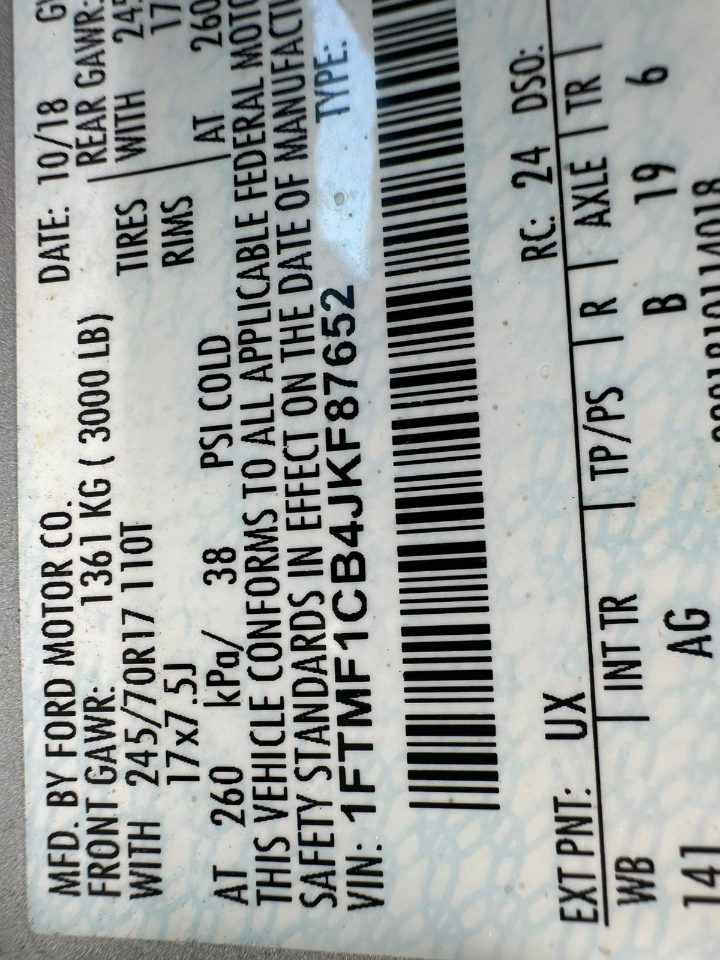 MFD. BY FORD MOTOR CO.
DATE: 10/18
FRONT GAWR: 1361 KG ( 3000 LB)
REAR GAWR:
WITH 245/70R17 110T
TIRES
WITH
17x7.5J
RIMS
AT 260 kPa/ 38 PSI COLD
AT 260
THIS VEHICLE CONFORMS TO ALL APPLICABLE FEDERAL
SAFETY STANDARDS IN EFFECT ON THE DATE OF
VIN: 1FTMF1CB4JKF87652
TYPE:
EXT PNT: UX
RC: 24 DSO:
WB INT TR TP/PS R AXLE TR
141 AG B 19 6